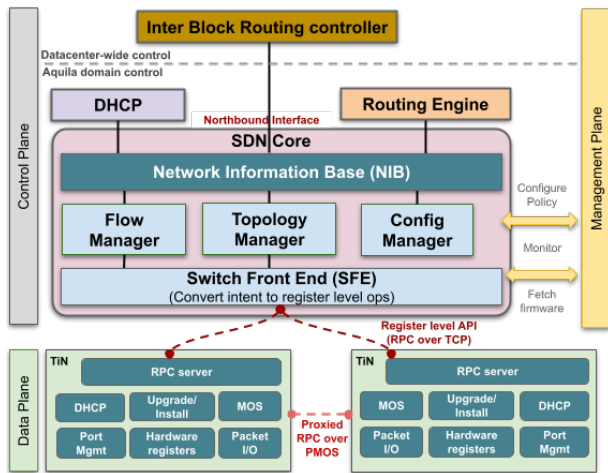 Inter Block Routing controller
Datacenter-wide control
Aquila domain control
Control Plane
Management Plane
DHCP
Northbound Interface
Routing Engine
SDN Core
Network Information Base (NIB)
Flow
Manager
Topology
Manager
Config
Manager
Configure
Policy
Monitor
Switch Front End (SFE)
(Convert intent to register level ops)
Fetch
firmware
Register level API
(RPC over TCP)
Data Plane
TiN
RPC server
DHCP
Upgrade/
Install
MOS
Port
Mgmt
Hardware
registers
Packet
I/O
Proxied
RPC over
PMOS
TiN
RPC server
MOS
Upgrade/
Install
DHCP
Packet
I/O
Hardware
registers
Port
Mgmt